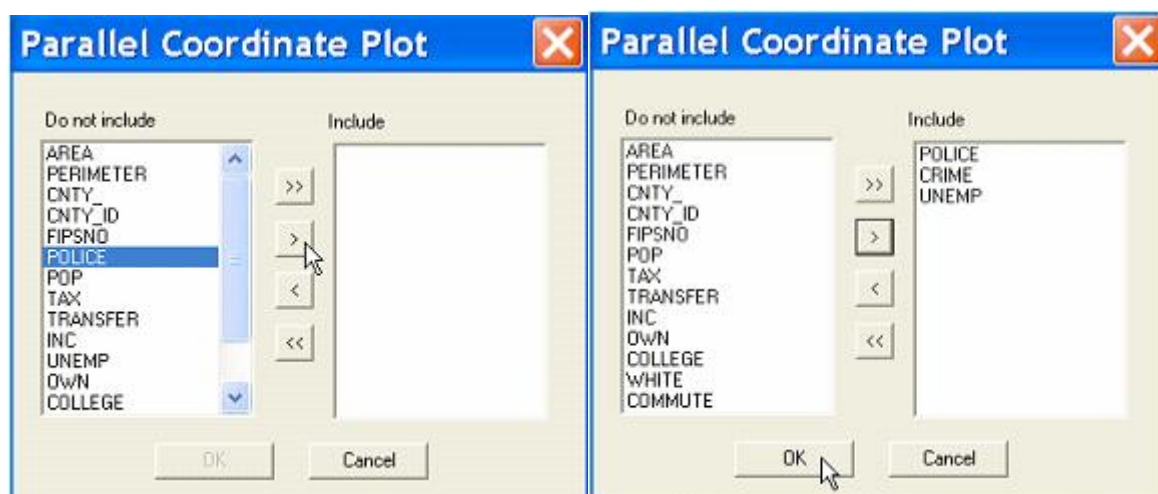 Parallel Coordinate Plot
Do not include
Include
AREA
PERIMETER
CNTY_
CNTY_ID
FIPSNO
POLICE
POP
TAX
TRANSFER
INC
UNEMP
OWN
COLLEGE
>>
>
<
<<
OK
Cancel
Parallel Coordinate Plot
Do not include
Include
AREA
PERIMETER
CNTY_
CNTY_ID
FIPSNO
POP
TAX
TRANSFER
INC
OWN
COLLEGE
WHITE
COMMUTE
>>
>
<
<<
POLICE
CRIME
UNEMP
OK
Cancel